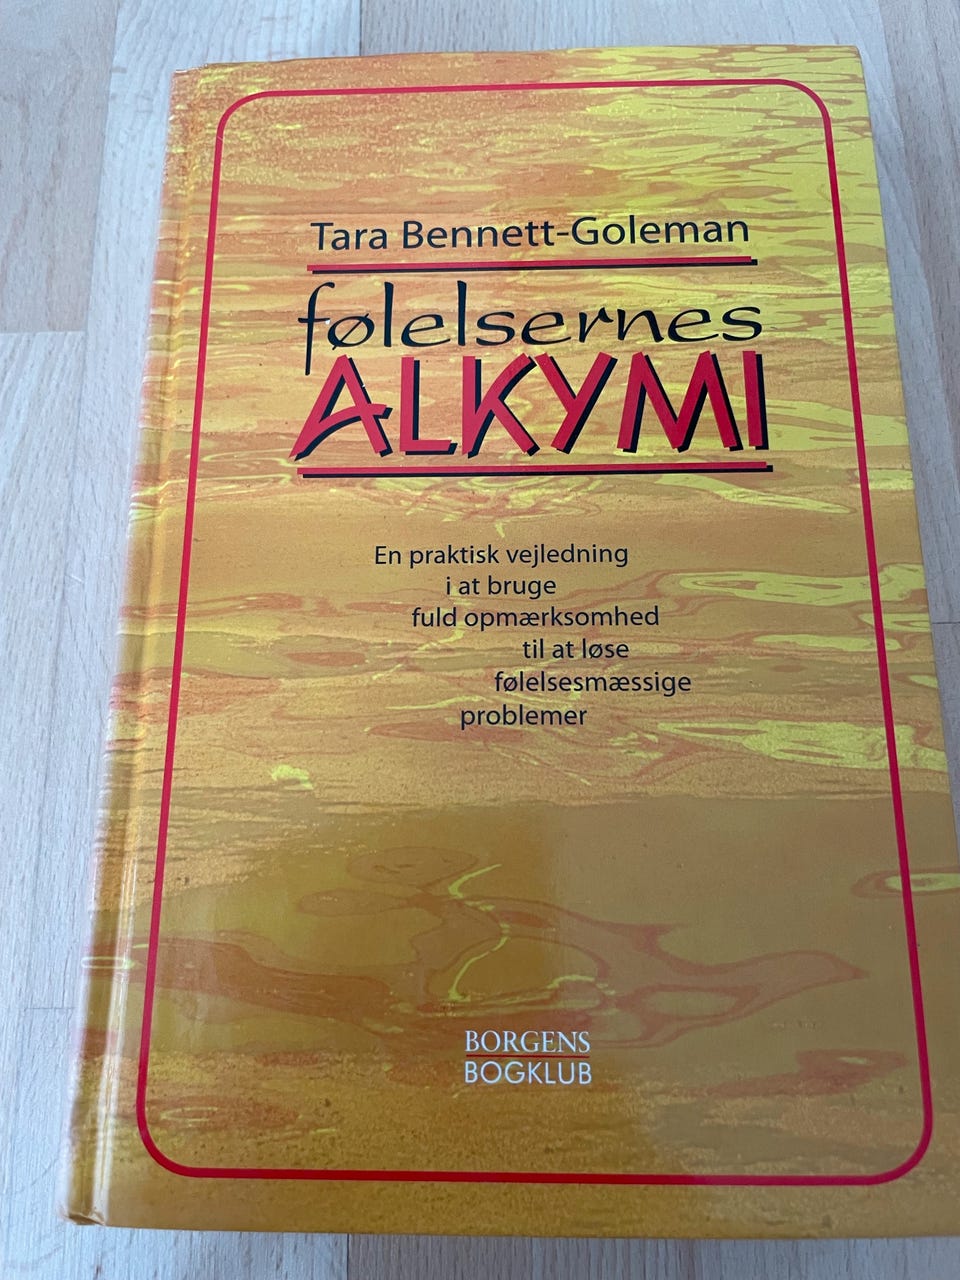 Tara Bennett-Goleman
følelsernes
ALKYMI
En praktisk vejledning
i at bruge
fuld opmærksomhed
til at løse
følelsesmæssige
problemer
BORGENS
BOGKLUB